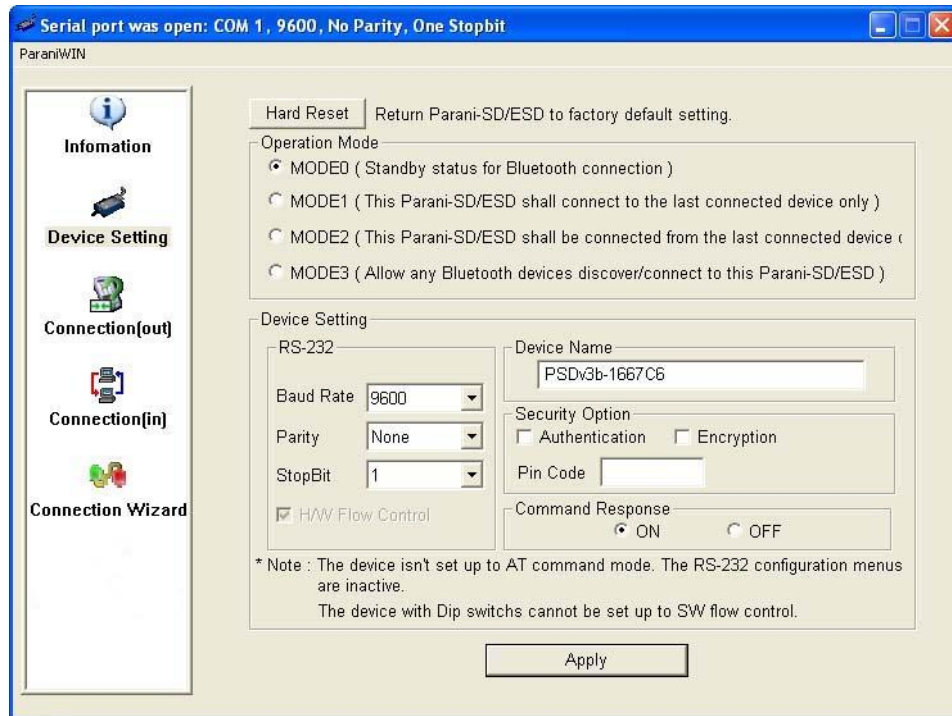 Serial port was open: COM 1, 9600, No Parity, One Stopbit
ParaniWIN
Infomation
Device Setting
Connection(out)
Connection(in)
Connection Wizard
Hard Reset Return Parani-SD/ESD to factory default setting.
Operation Mode
MODE0 ( Standby status for Bluetooth connection )
MODE1 ( This Parani-SD/ESD shall connect to the last connected device only )
MODE2 ( This Parani-SD/ESD shall be connected from the last connected device
MODE3 ( Allow any Bluetooth devices discover/connect to this Parani-SD/ESD )
Device Setting
RS-232
Baud Rate 9600
Parity None
StopBit 1
H/W Flow Control
Device Name
PSDv3b-1667C6
Security Option
Authentication Encryption
Pin Code
Command Response
ON OFF
* Note : The device isn't set up to AT command mode. The RS-232 configuration menus
are inactive.
The device with Dip switchs cannot be set up to SW flow control.
Apply